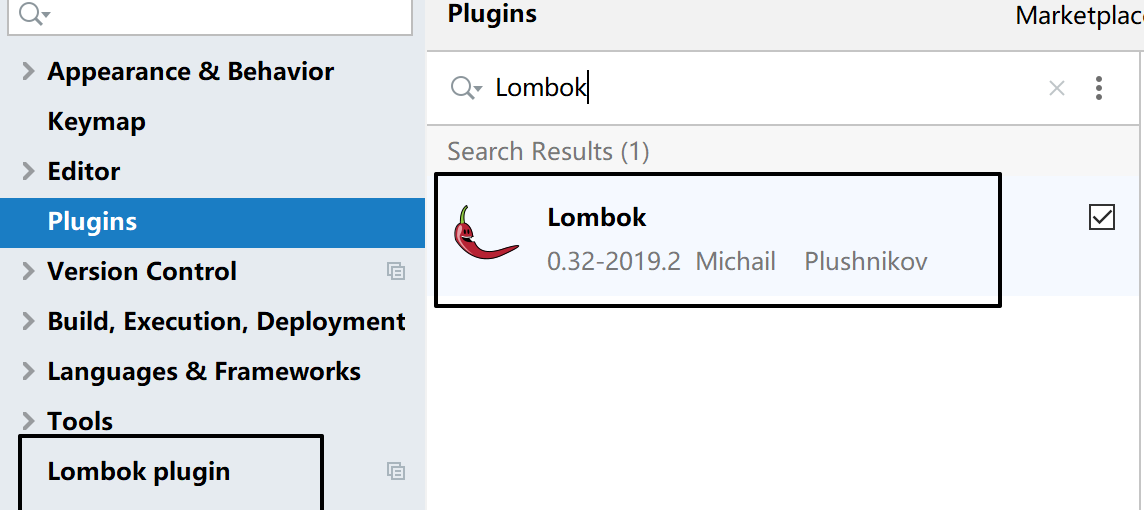 Plugins
Marketplac
Appearance & Behavior
Keymap
Editor
Plugins
Version Control
Build, Execution, Deployment
Languages & Frameworks
Tools
Lombok plugin
Lombok
Search Results (1)
Lombok
0.32-2019.2 Michail Plushnikov